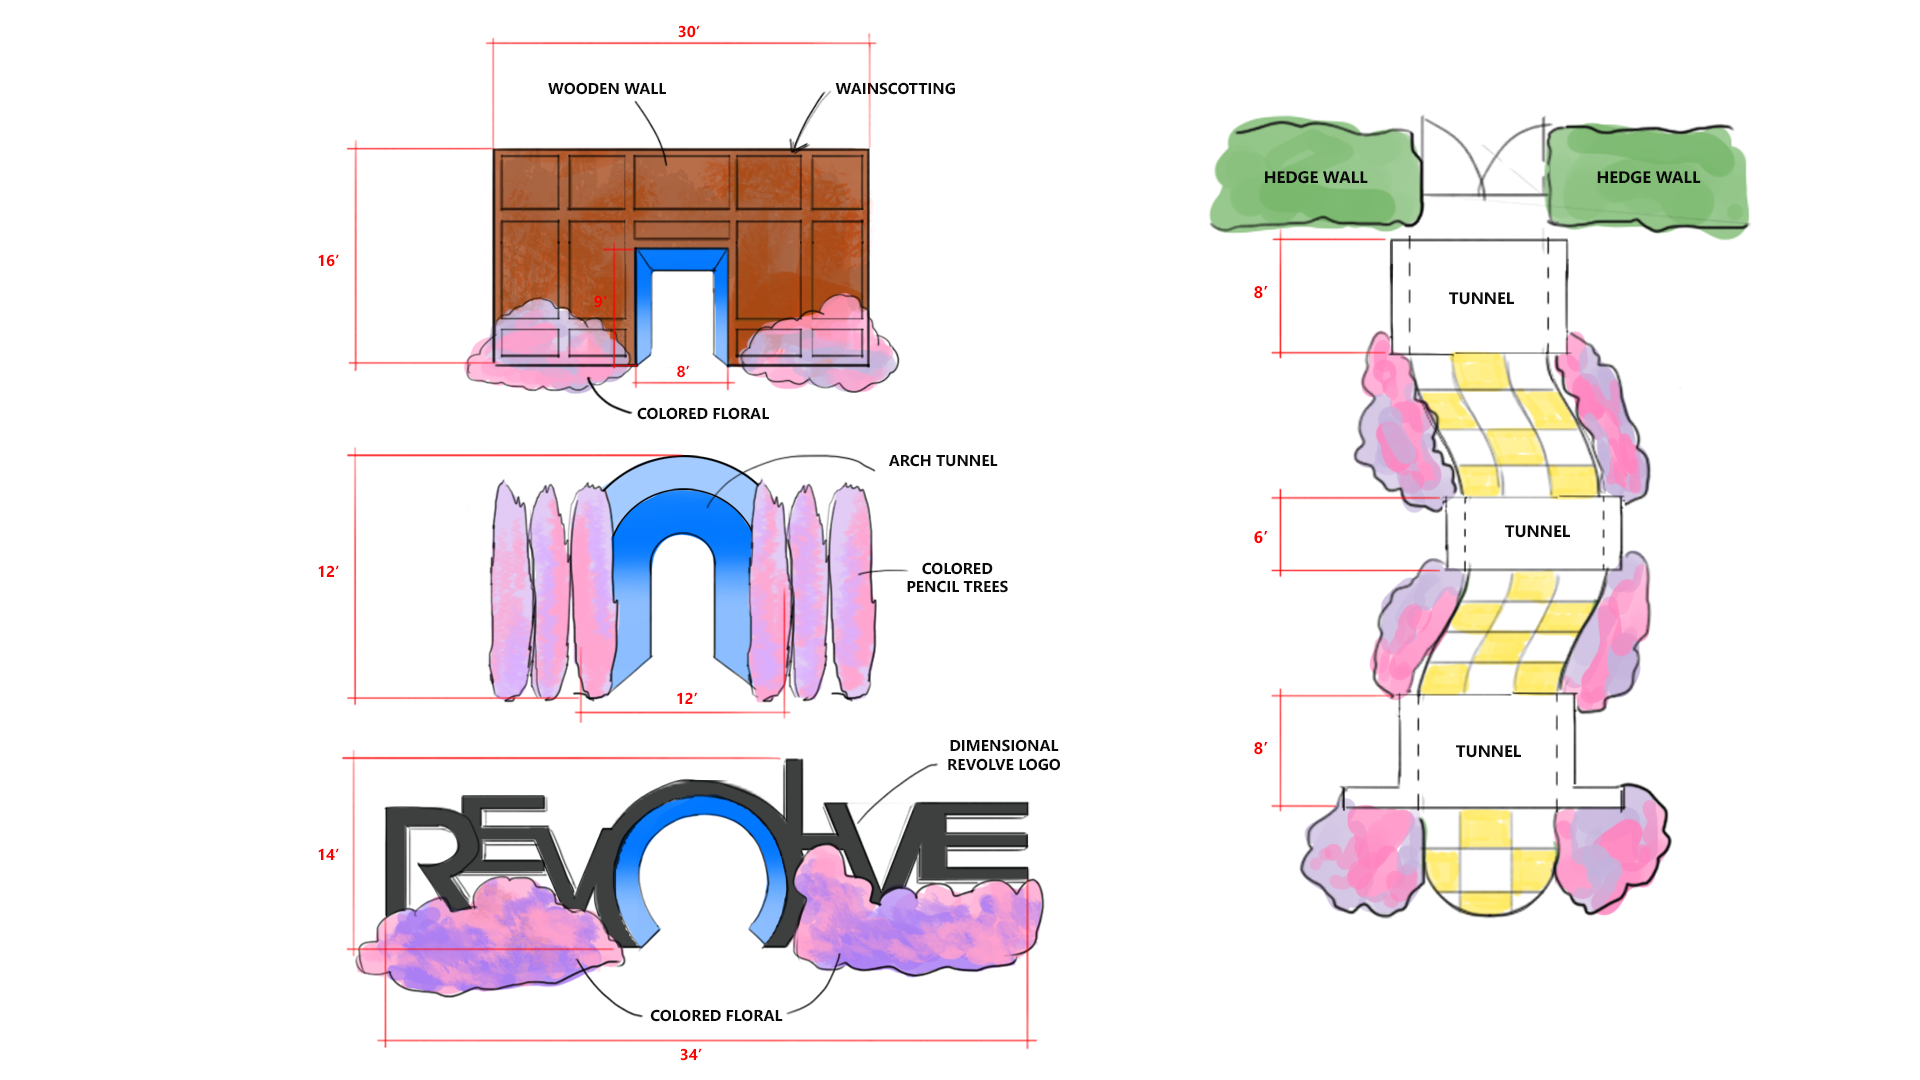 30’
WOODEN WALL
WAINSCOTTING
16’
9’
8’
COLORED FLORAL
ARCH TUNNEL
12’
COLORED
PENCIL TREES
12’
DIMENSIONAL
REVOLVE LOGO
REVOLVE
14’
COLORED FLORAL
34’
HEDGE WALL
HEDGE WALL
8’
TUNNEL
6’
TUNNEL
8’
TUNNEL